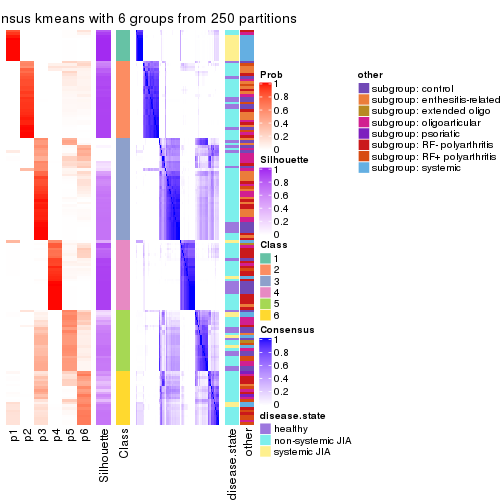 nsus kmeans with 6 groups from 250 partitions
Prob
1
0.8
0.6
0.4
0.2
0
Silhouette
1
0.8
0.6
0.4
0.2
0
Class
1
2
3
4
5
6
Consensus
1
0.8
0.6
0.4
0.2
0
disease.state
healthy
non-systemic JIA
systemic JIA
other
subgroup: control
subgroup: enthesitis-related
subgroup: extended oligo
subgroup: oligoarticular
subgroup: psoriatic
subgroup: RF- polyarthritis
subgroup: RF+ polyarthritis
subgroup: systemic
p1
p2
p3
p4
p5
p6
Silhouette
Class
disease.state
other